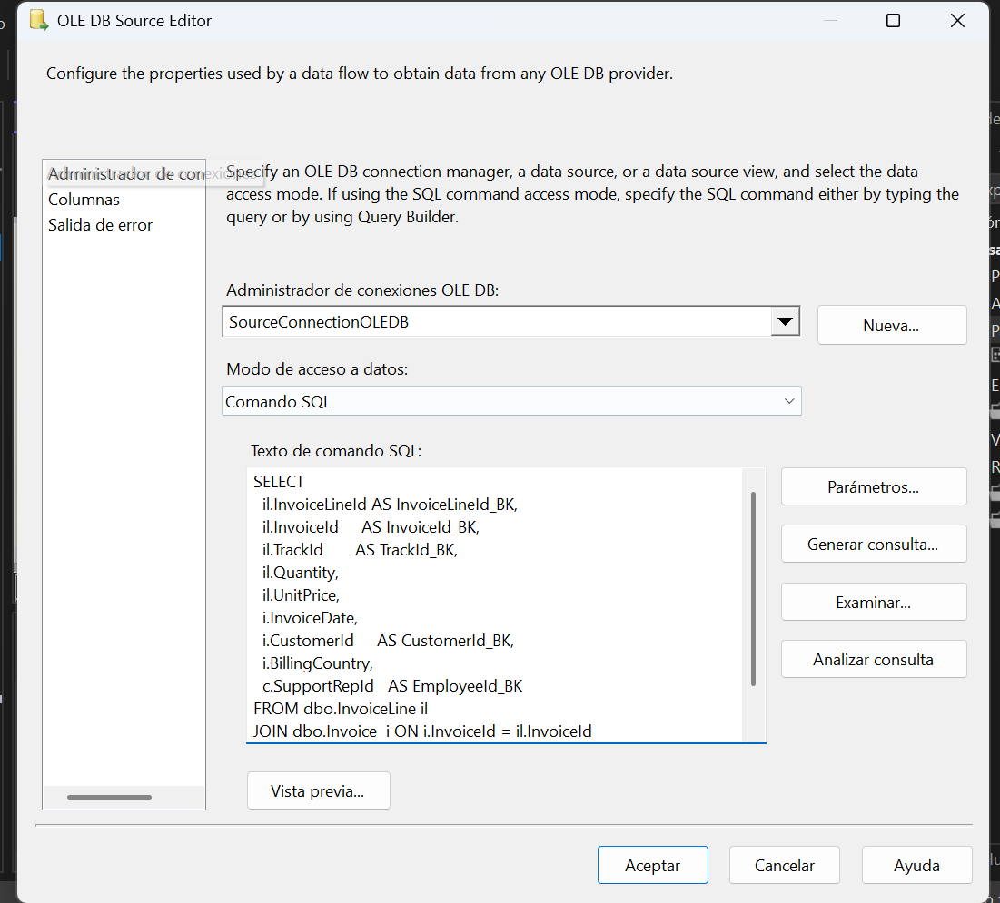 OLE DB Source Editor
Configure the properties used by a data flow to obtain data from any OLE DB provider.
Administrador de con
Columnas
Salida de error
Specify an OLE DB connection manager, a data source, or a data source view, and select the data
access mode. If using the SQL command access mode, specify the SQL command either by typing the
query or by using Query Builder.
Administrador de conexiones OLE DB:
SourceConnectionOLEDB
Nueva...
Modo de acceso a datos:
Comando SQL
Texto de comando SQL:
SELECT
il.InvoiceLineId AS InvoiceLineId_BK,
il.InvoiceId AS InvoiceId_BK,
il.TrackId AS TrackId_BK,
il.Quantity,
il.UnitPrice,
i.InvoiceDate,
i.CustomerId AS CustomerId_BK,
i.BillingCountry,
c.SupportRepId AS EmployeeId_BK
FROM dbo.InvoiceLine il
JOIN dbo.Invoice i ON i.InvoiceId = il.InvoiceId
Parámetros...
Generar consulta...
Examinar...
Analizar consulta
Vista previa...
Aceptar
Cancelar
Ayuda